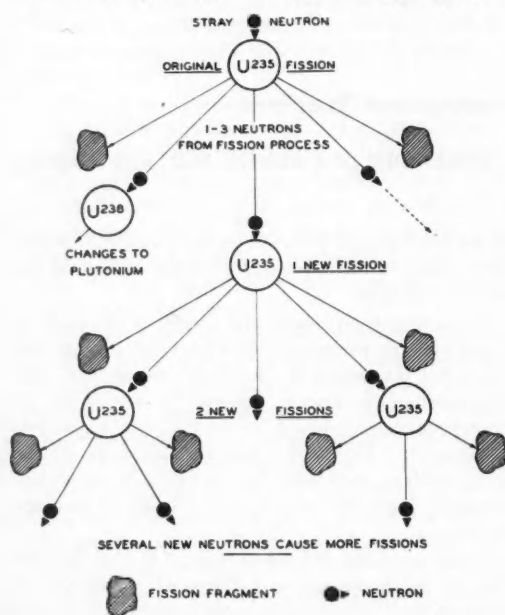 STRAY NEUTRON
ORIGINAL U235 FISSION
1-3 NEUTRONS
FROM FISSION PROCESS
U238
CHANGES TO
PLUTONIUM
U235 1 NEW FISSION
U235 2 NEW FISSIONS U235
SEVERAL NEW NEUTRONS CAUSE MORE FISSIONS
FISSION FRAGMENT NEUTRON